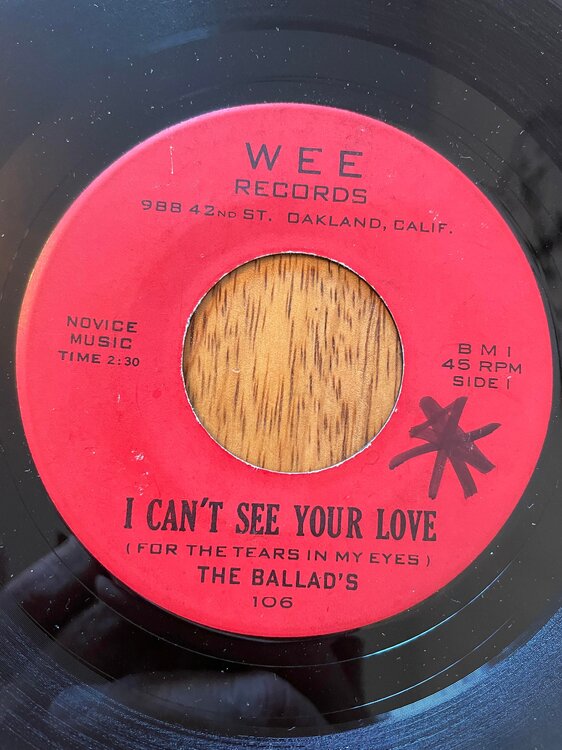 WEE
RECORDS
988 42ND ST. OAKLAND, CALIF.
NOVICE
MUSIC
TIME 2:30
BMI
45 RPM
SIDE 1
I CAN'T SEE YOUR LOVE
(FOR THE TEARS IN MY EYES)
THE BALLAD'S
106